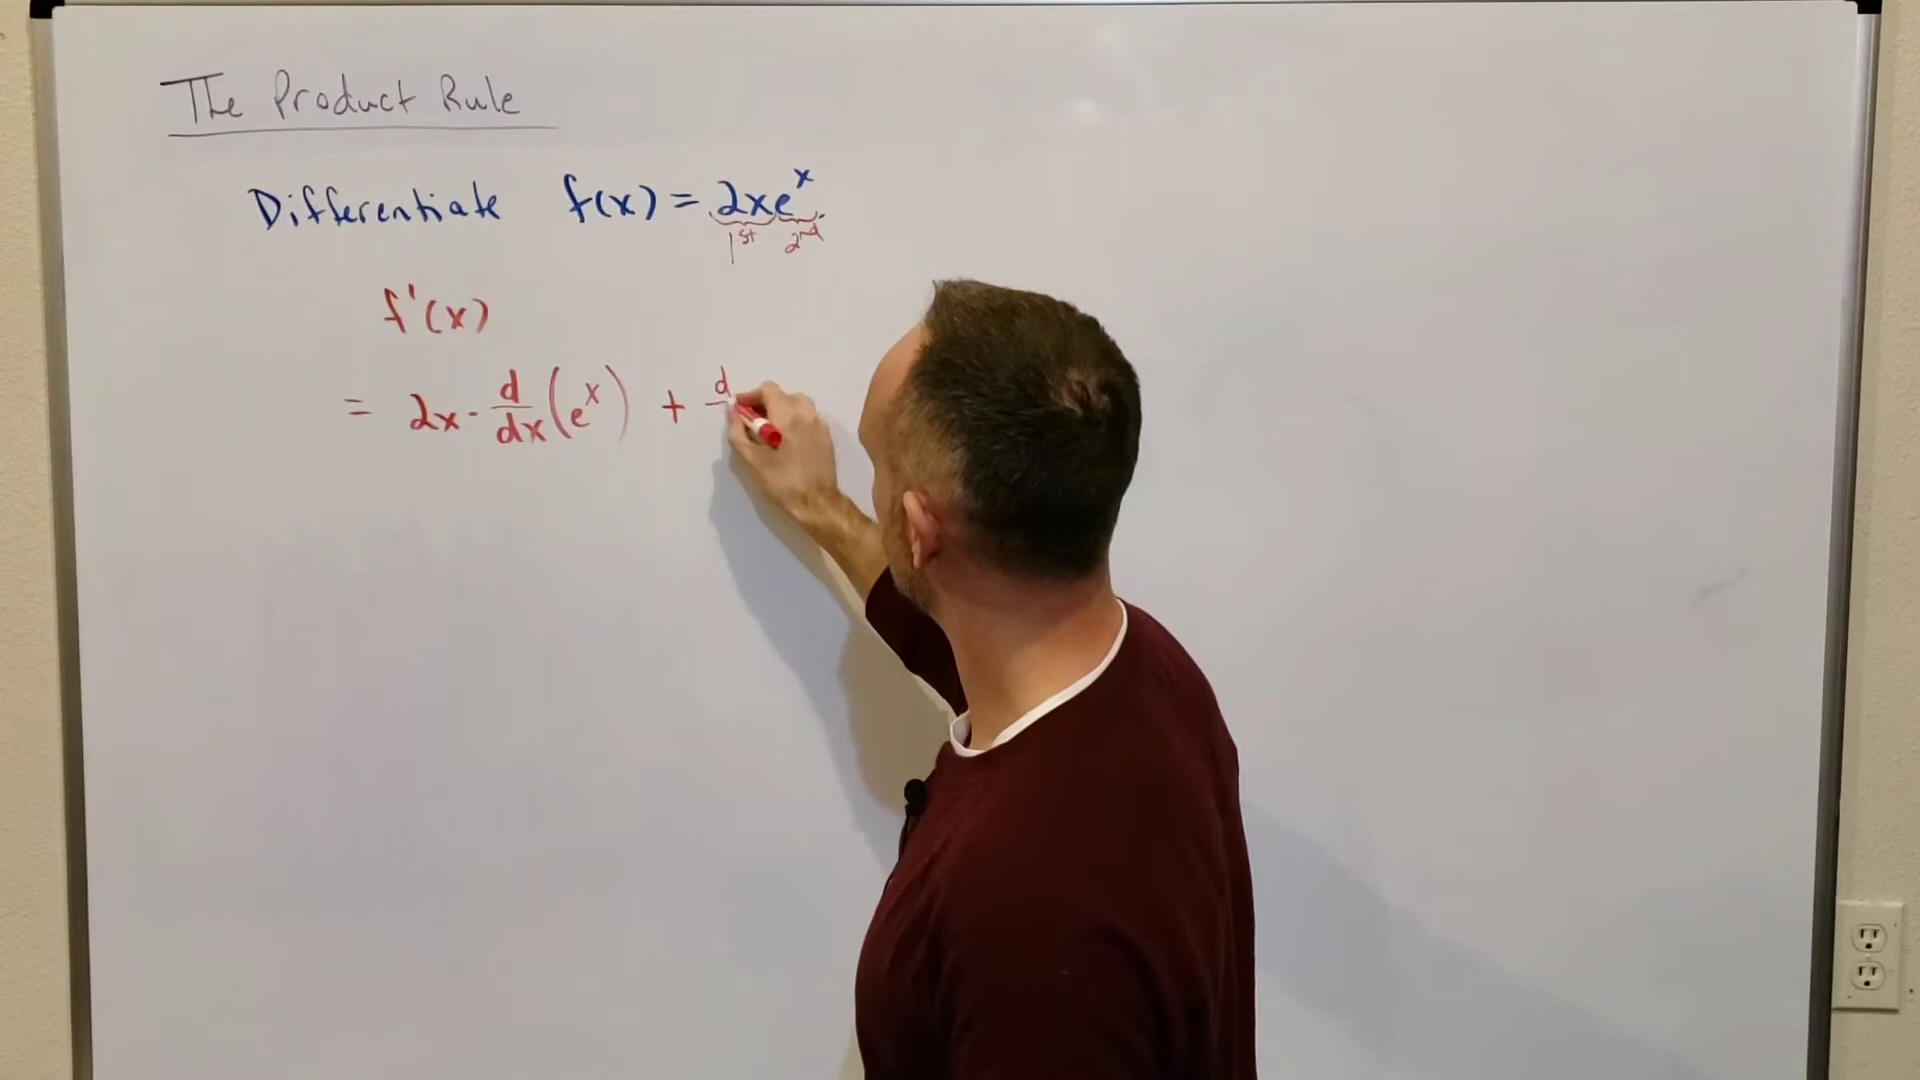 The Product Rule
Differentiate f(x) = 2xe^x
1st 2nd
f'(x)
= 2x · d/dx (e^x) + d